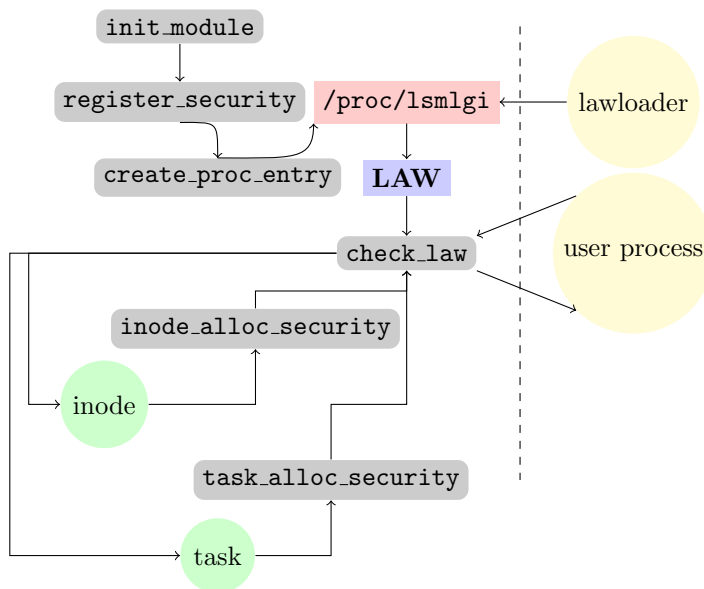 init_module
register_security
/proc/lsmlgi
lawloader
create_proc_entry
LAW
check_law
user process
inode_alloc_security
inode
task_alloc_security
task